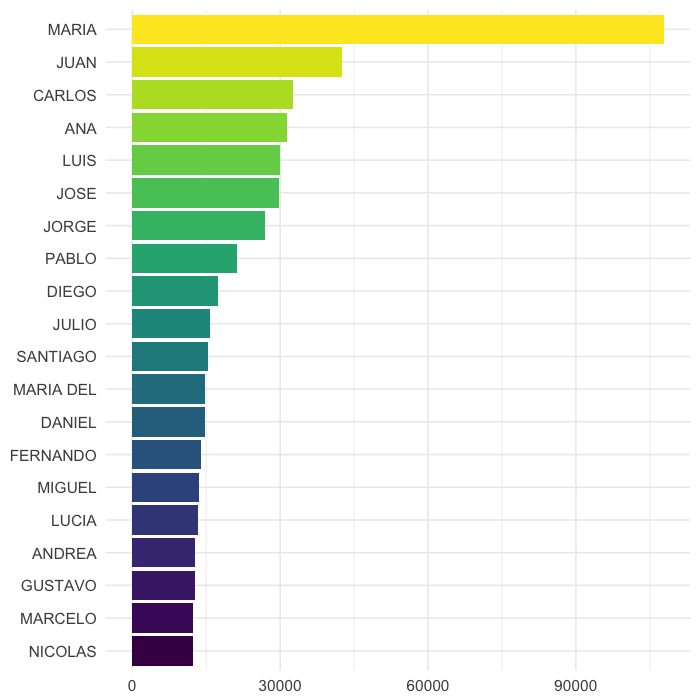 MARIA
JUAN
CARLOS
ANA
LUIS
JOSE
JORGE
PABLO
DIEGO
JULIO
SANTIAGO
MARIA DEL
DANIEL
FERNANDO
MIGUEL
LUCIA
ANDREA
GUSTAVO
MARCELO
NICOLAS
0 30000 60000 90000